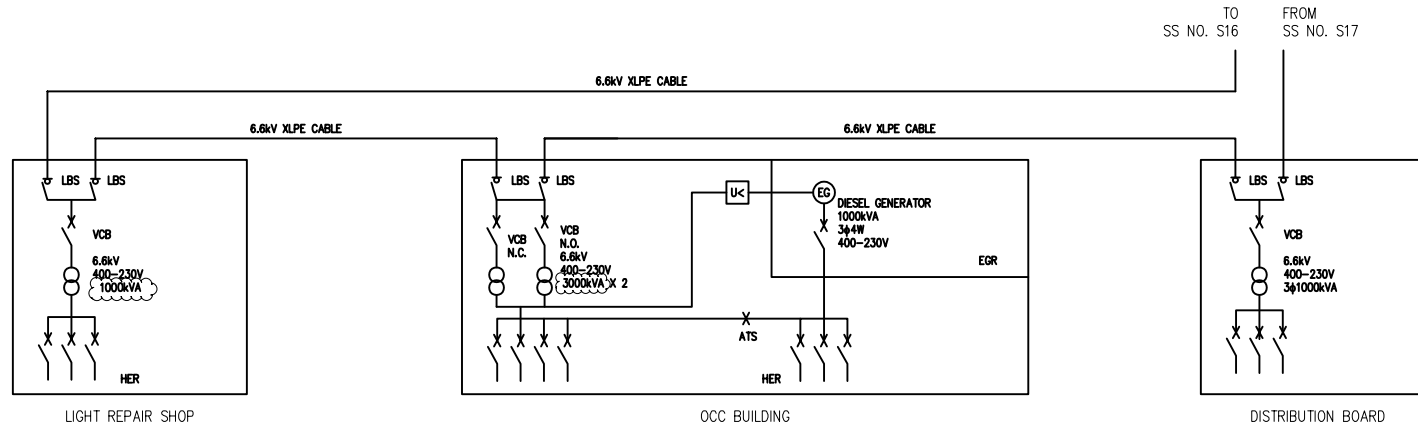 TO
SS NO. S16
FROM
SS NO. S17
6.6kV XLPE CABLE
6.6kV XLPE CABLE
6.6kV XLPE CABLE
LBS
LBS
VCB
6.6kV
400-230V
1000kVA
HER
LIGHT REPAIR SHOP
LBS
LBS
VCB
N.C.
VCB
N.O.
6.6kV
400-230V
3000kVA X 2
U<
EG
DIESEL GENERATOR
1000kVA
3ϕ4W
400-230V
EGR
ATS
HER
OCC BUILDING
LBS
LBS
VCB
6.6kV
400-230V
3ϕ1000kVA
DISTRIBUTION BOARD